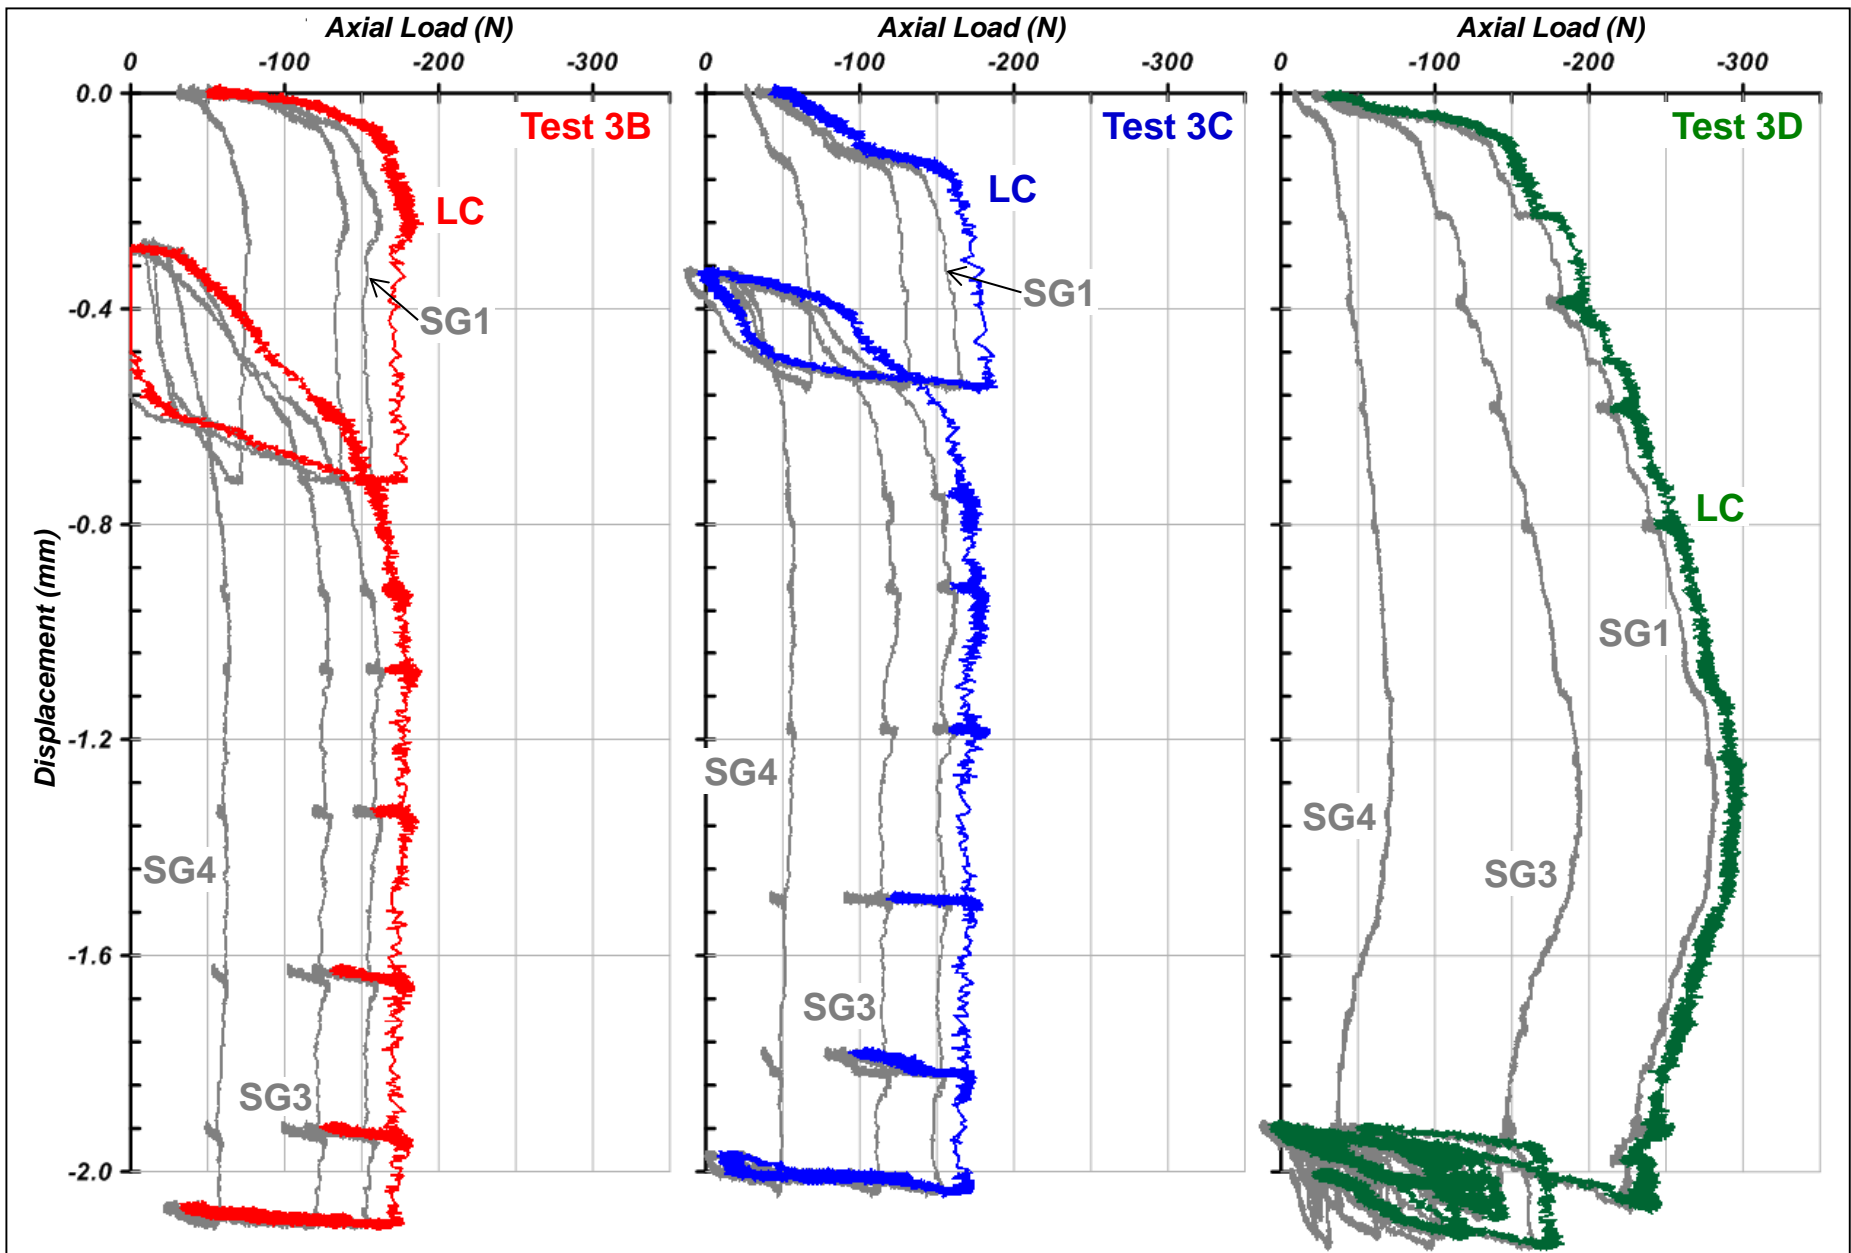 Axial Load (N) Axial Load (N) Axial Load (N)
0 -100 -200 -300 0 -100 -200 -300 0 -100 -200 -300
0.0
Test 3B Test 3C Test 3D
LC LC
SG1 SG1
-0.4
LC
-0.8
Displacement (mm)
SG1
-1.2
SG4
SG4
SG4 SG3
-1.6
SG3
SG3
-2.0